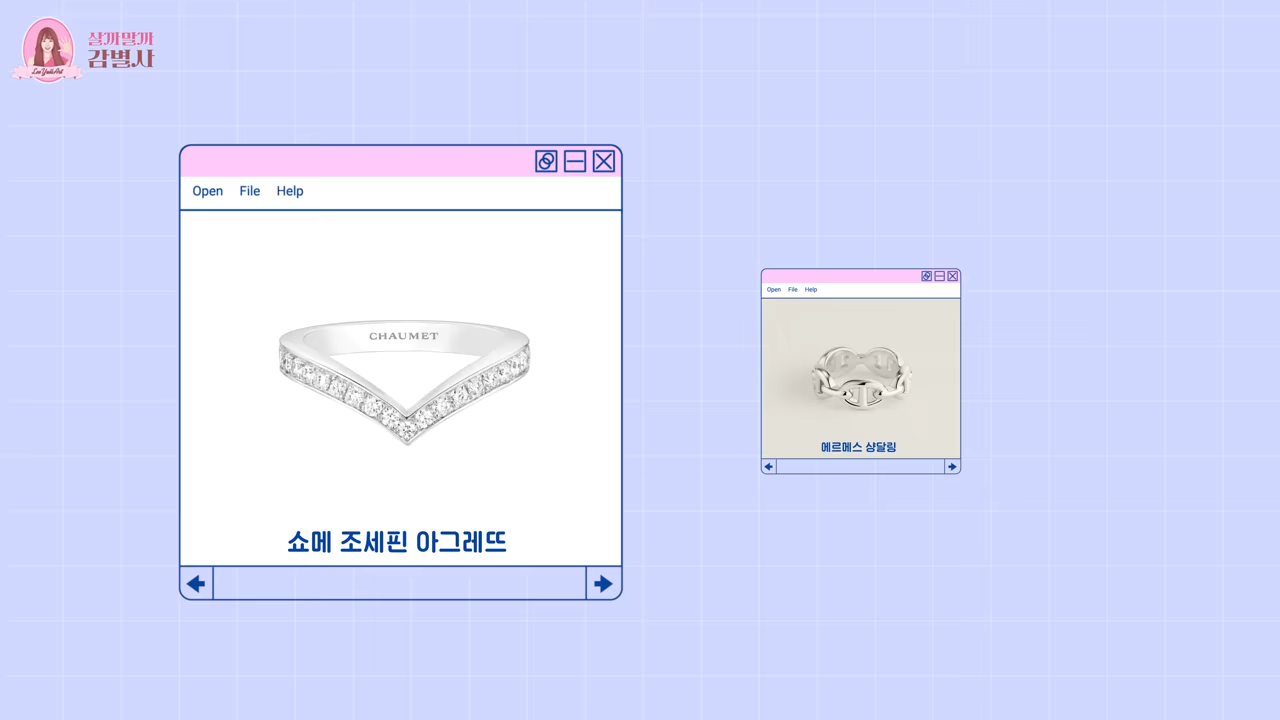 살까말까
감별사
LeeYuliArt
Open File Help
CHAUMET
쇼메 조세핀 아그레뜨
Open File Help
에르메스 샹달링